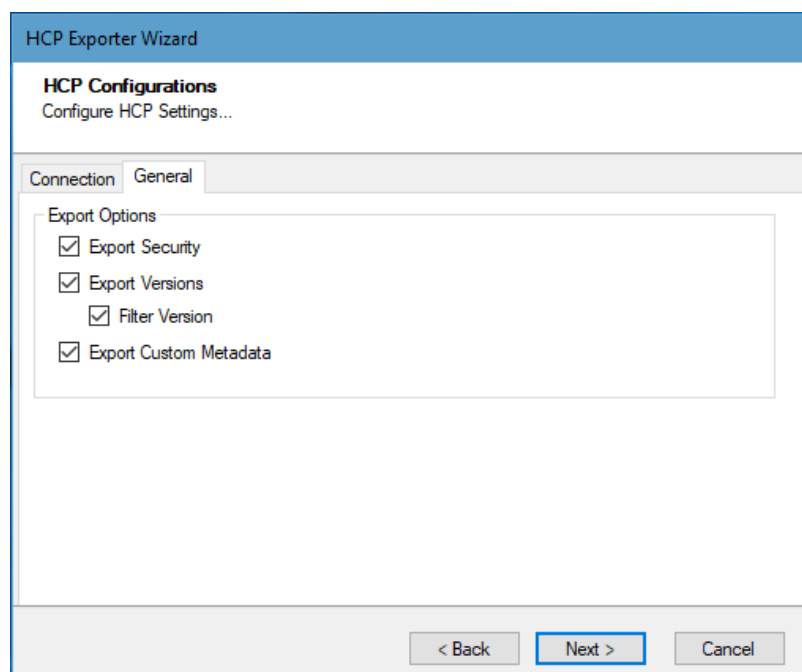 HCP Exporter Wizard
HCP Configurations
Configure HCP Settings...
Connection General
Export Options
Export Security
Export Versions
Filter Version
Export Custom Metadata
< Back Next > Cancel